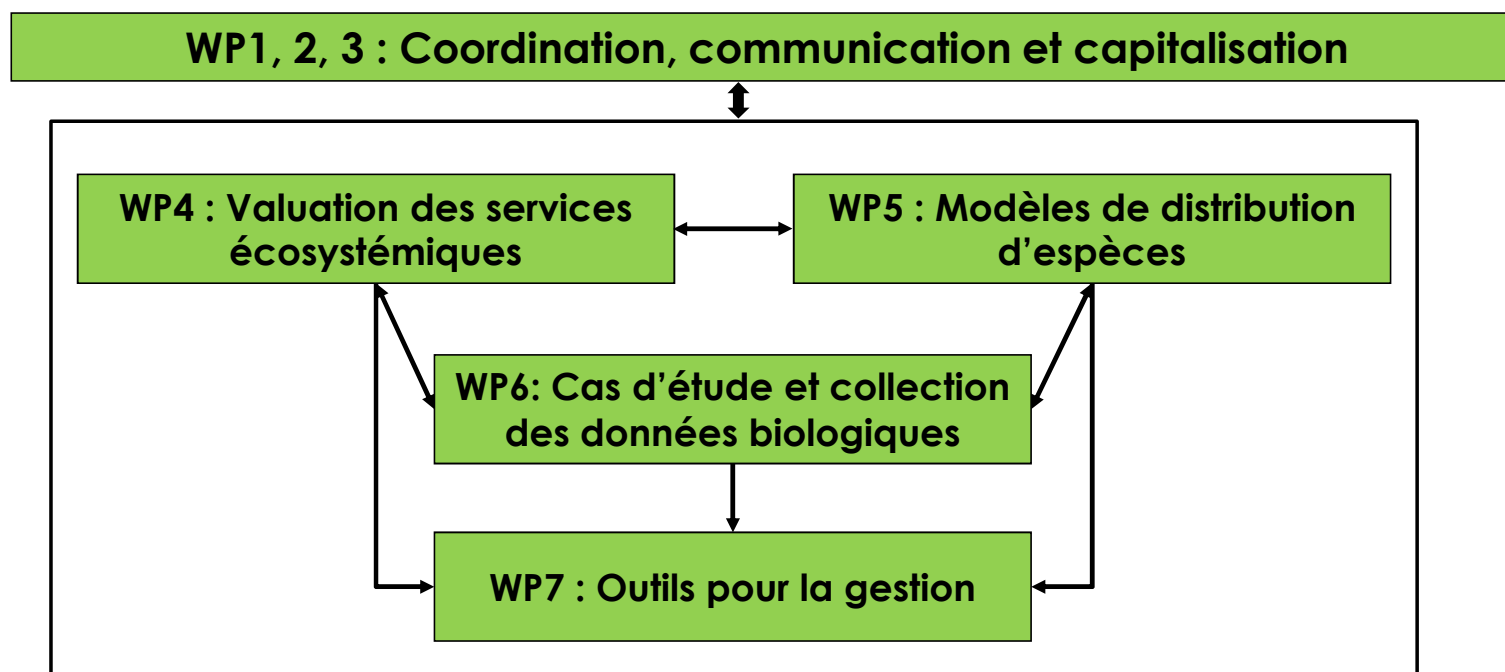 WP1, 2, 3 : Coordination, communication et capitalisation
WP4 : Valuation des services
écosystémiques
WP5 : Modèles de distribution
d’espèces
WP6: Cas d’étude et collection
des données biologiques
WP7 : Outils pour la gestion